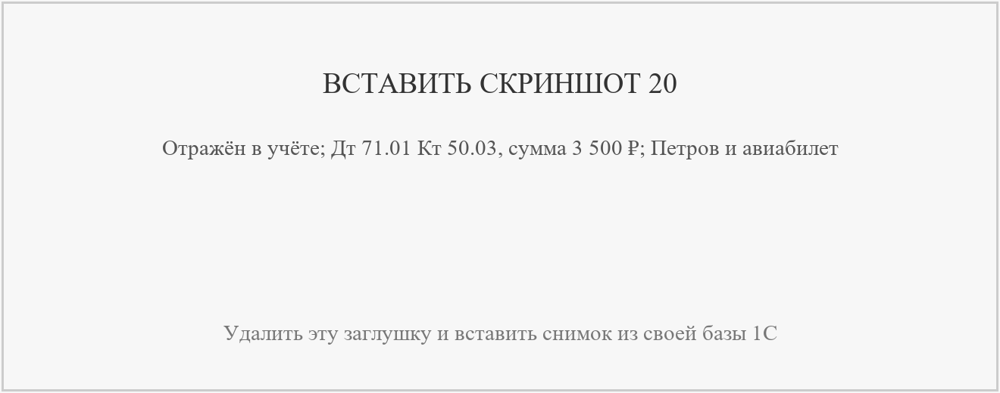 ВСТАВИТЬ СКРИНШОТ 20
Отражён в учёте; Дт 71.01 Кт 50.03, сумма 3 500 ₽; Петров и авиабилет
Удалить эту заглушку и вставить снимок из своей базы 1С